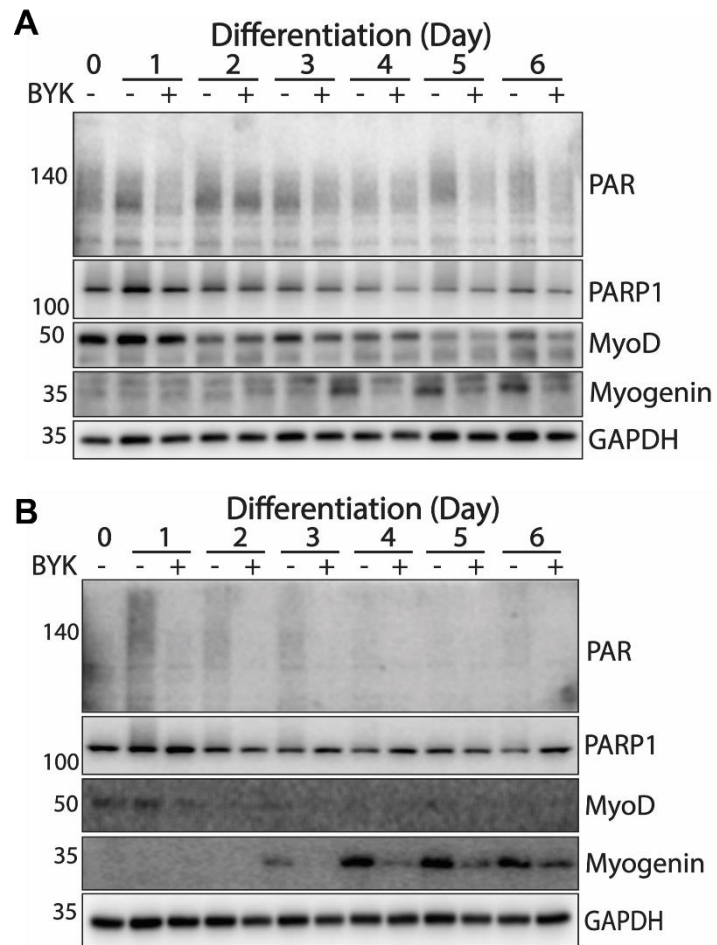 A
Differentiation (Day)
0 1 2 3 4 5 6
BYK - - + - + - + - + - + - +
140 PAR
PARP1
100
50 MyoD
35 Myogenin
35 GAPDH
B
Differentiation (Day)
0 1 2 3 4 5 6
BYK - - + - + - + - + - + - +
140 PAR
PARP1
100
50 MyoD
35 Myogenin
35 GAPDH